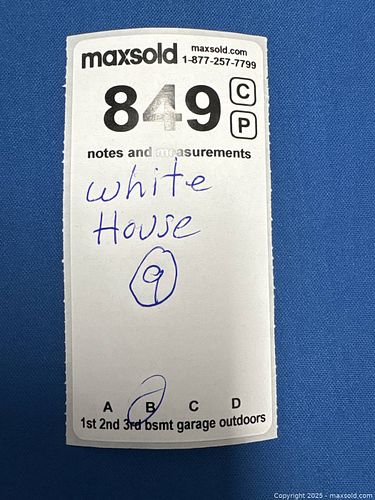 maxsold maxsold.com
1-877-257-7799
849 C
P
notes and measurements
White
House
9
A B C D
1st 2nd 3rd bsmt garage outdoors
Copyright © 2025 - MaxSold.com